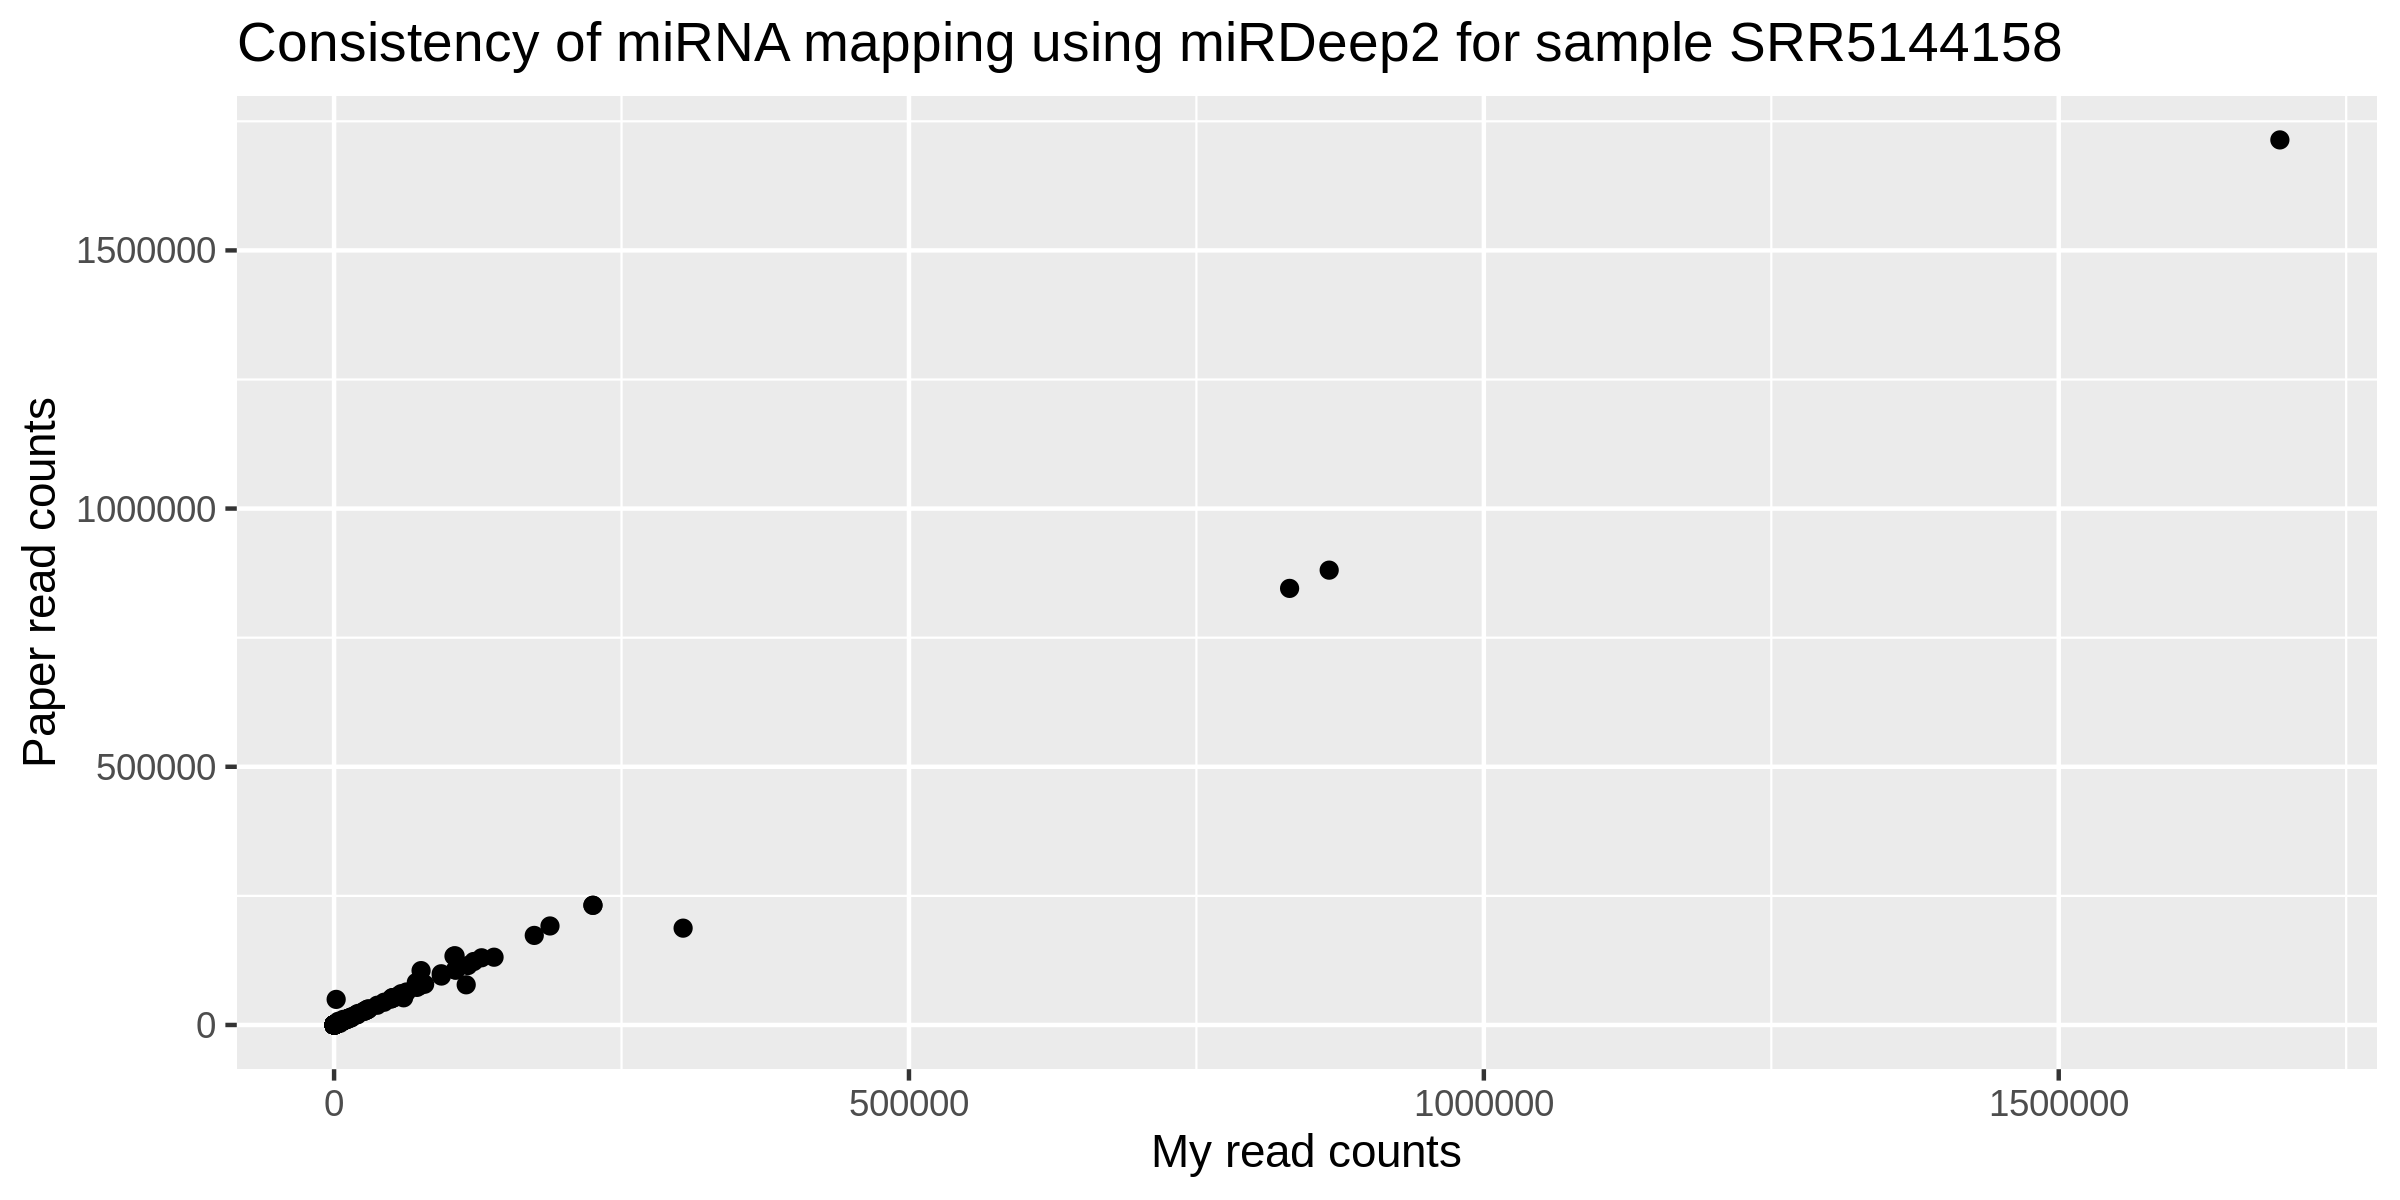 Consistency of miRNA mapping using miRDeep2 for sample SRR5144158
Paper read counts
1500000
1000000
500000
0
0 500000 1000000 1500000
My read counts